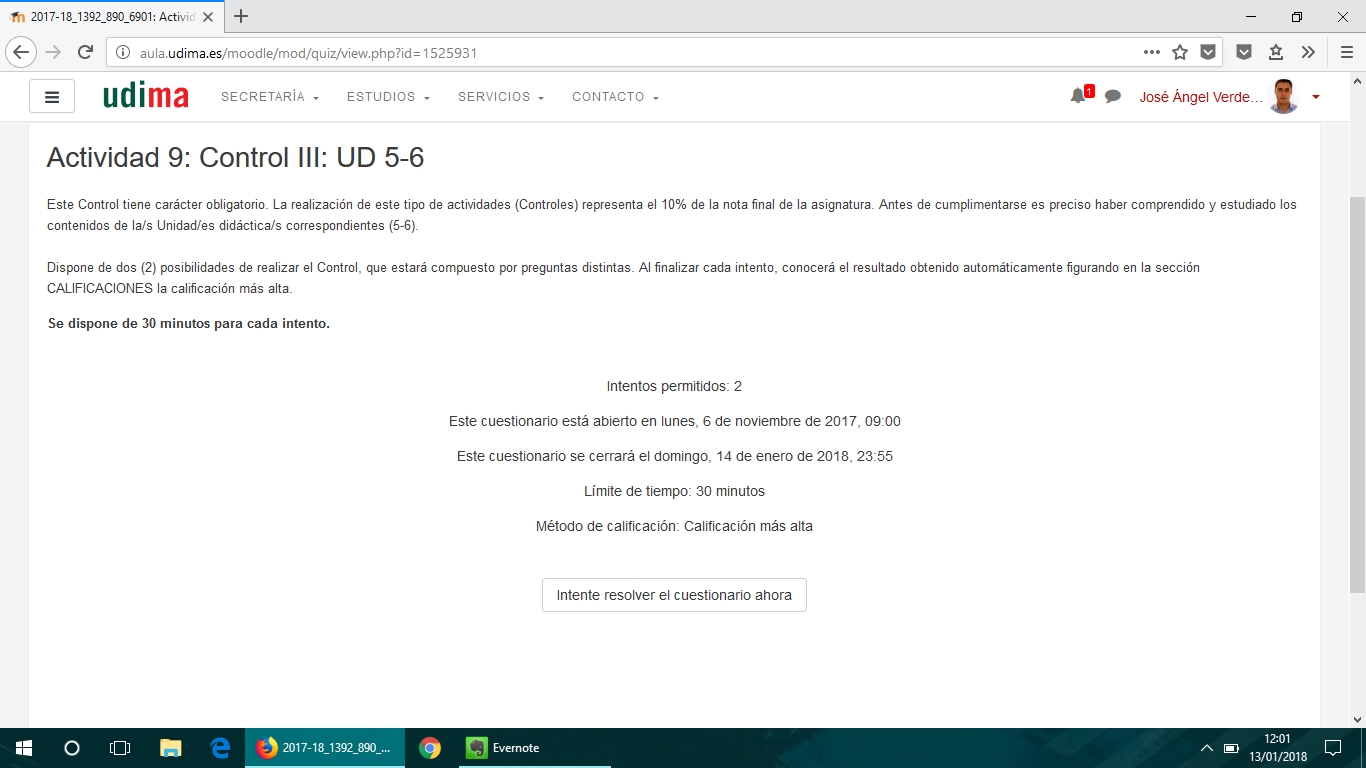 2017-18_1392_890_6901: Activid
aula.udima.es/moodle/mod/quiz/view.php?id=1525931
udima SECRETARÍA ESTUDIOS SERVICIOS CONTACTO 1 José Ángel Verde...
Actividad 9: Control III: UD 5-6
Este Control tiene carácter obligatorio. La realización de este tipo de actividades (Controles) representa el 10% de la nota final de la asignatura. Antes de cumplimentarse es preciso haber comprendido y estudiado los
contenidos de la/s Unidad/es didáctica/s correspondientes (5-6).
Dispone de dos (2) posibilidades de realizar el Control, que estará compuesto por preguntas distintas. Al finalizar cada intento, conocerá el resultado obtenido automáticamente figurando en la sección
CALIFICACIONES la calificación más alta.
Se dispone de 30 minutos para cada intento.
Intentos permitidos: 2
Este cuestionario está abierto en lunes, 6 de noviembre de 2017, 09:00
Este cuestionario se cerrará el domingo, 14 de enero de 2018, 23:55
Límite de tiempo: 30 minutos
Método de calificación: Calificación más alta
Intente resolver el cuestionario ahora
2017-18_1392_890_... Evernote
12:01
13/01/2018